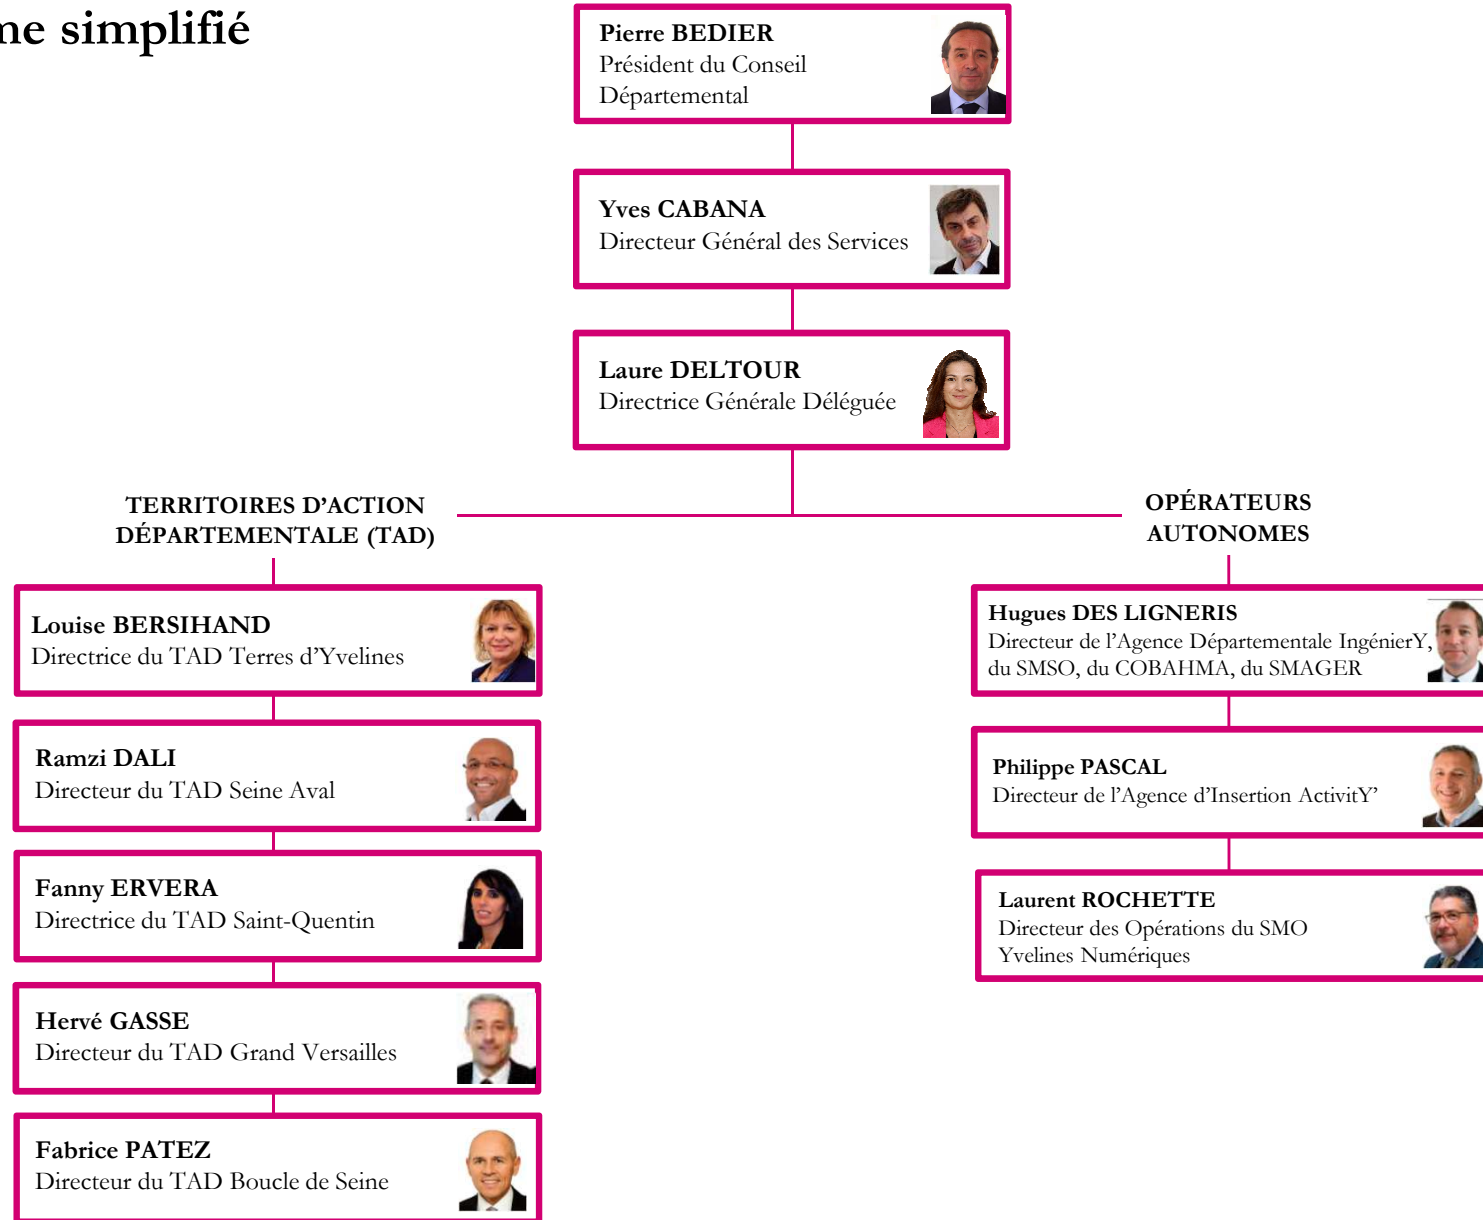 me simplifié
Pierre BEDIER
Président du Conseil
Départemental
Yves CABANA
Directeur Général des Services
Laure DELTOUR
Directrice Générale Déléguée
TERRITOIRES D’ACTION
DÉPARTEMENTALE (TAD)
Louise BERSIHAND
Directrice du TAD Terres d’Yvelines
Ramzi DALI
Directeur du TAD Seine Aval
Fanny ERVERA
Directrice du TAD Saint-Quentin
Hervé GASSE
Directeur du TAD Grand Versailles
Fabrice PATEZ
Directeur du TAD Boucle de Seine
OPÉRATEURS
AUTONOMES
Hugues DES LIGNERIS
Directeur de l’Agence Départementale IngénierY,
du SMSO, du COBAHMA, du SMAGER
Philippe PASCAL
Directeur de l’Agence d’Insertion ActivitY’
Laurent ROCHETTE
Directeur des Opérations du SMO
Yvelines Numériques